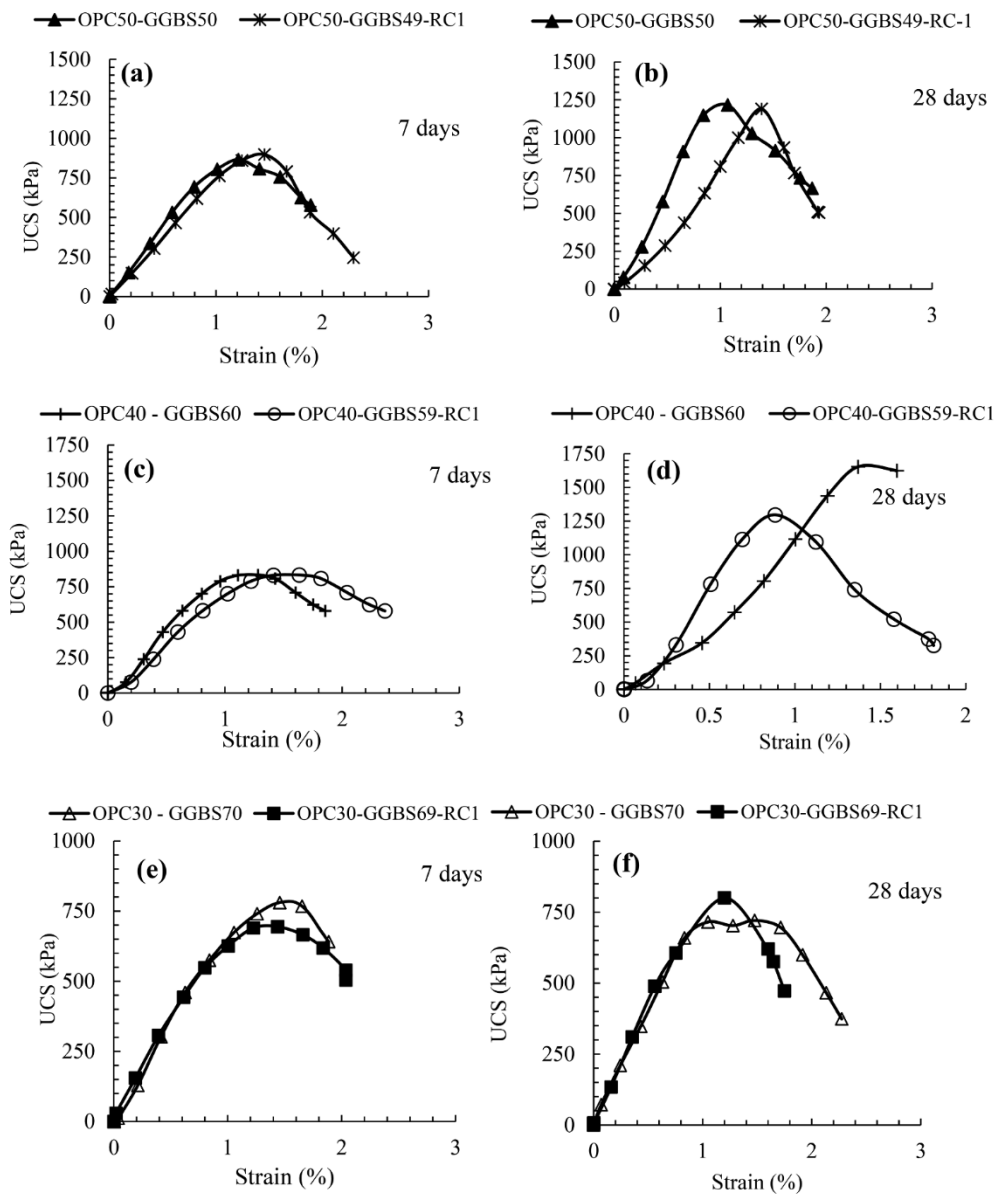 OPC50-GGBS50 OPC50-GGBS49-RC1
(a)
7 days
UCS (kPa)
1500
1250
1000
750
500
250
0
0 1 2 3
Strain (%)
OPC50-GGBS50 OPC50-GGBS49-RC-1
(b)
28 days
UCS (kPa)
1500
1250
1000
750
500
250
0
0 1 2 3
Strain (%)
OPC40 - GGBS60 OPC40-GGBS59-RC1
(c)
7 days
UCS (kPa)
1750
1500
1250
1000
750
500
250
0
0 1 2 3
Strain (%)
OPC40 - GGBS60 OPC40-GGBS59-RC1
(d)
28 days
UCS (kPa)
1750
1500
1250
1000
750
500
250
0
0 0.5 1 1.5 2
Strain (%)
OPC30 - GGBS70 OPC30-GGBS69-RC1
(e)
7 days
UCS (kPa)
1000
750
500
250
0
0 1 2 3
Strain (%)
OPC30 - GGBS70 OPC30-GGBS69-RC1
(f)
28 days
UCS (kPa)
1000
750
500
250
0
0 1 2 3
Strain (%)